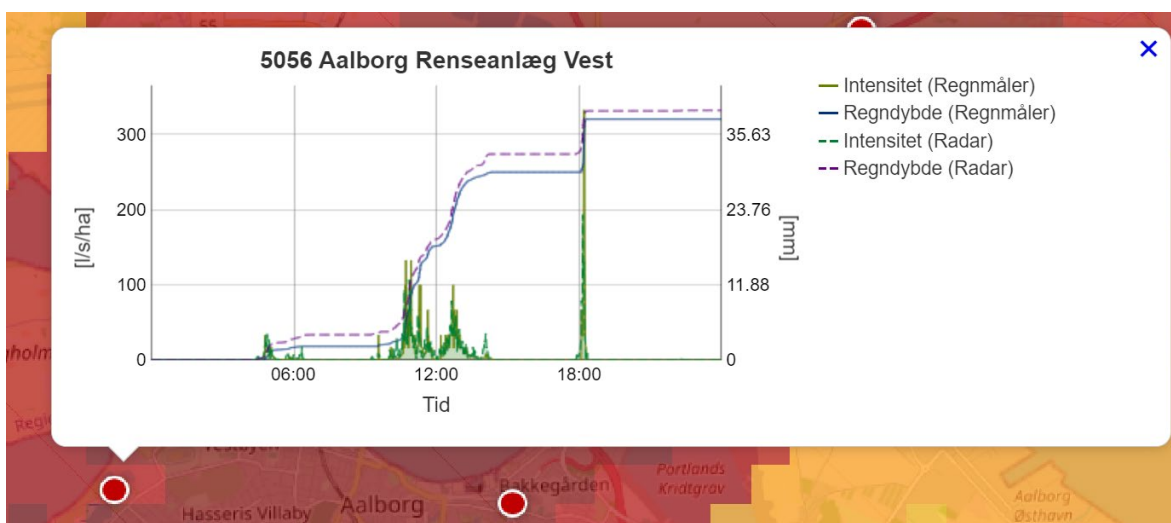 55
5056 Aalborg Renseanlæg Vest
Intensitet (Regnmåler)
Regndybde (Regnmåler)
Intensitet (Radar)
Regndybde (Radar)
[l/s/ha]
300
200
100
0
35.63
23.76
11.88
0
[mm]
06:00
12:00
18:00
Tid
Portlands
Kridtgrav
Bakkegården
Aalborg
Hasseris Villaby
Aalborg
Østhavn